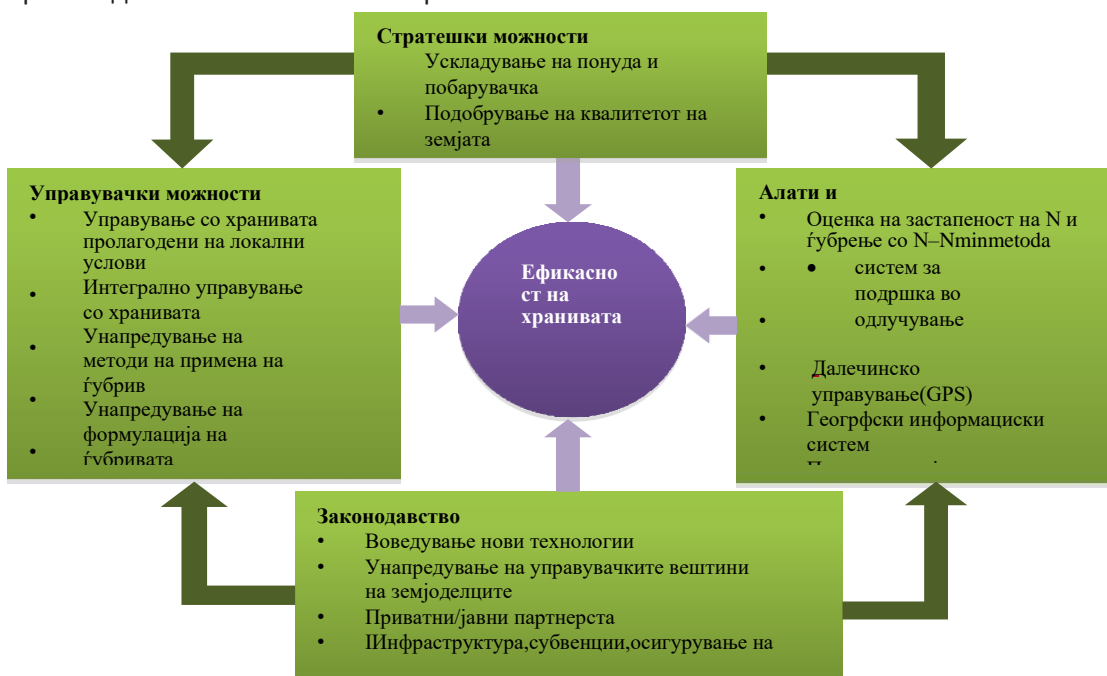 Стратешки можности
Ускладување на понуда и
побарувачка
• Подобрување на квалитетот на
земјата
Управувачки можности
• Управување со хранивата
пролагодени на локални
услови
• Интегрално управување
со хранивата
• Унапредување на
методи на примена на
ѓубрив
• Унапредување на
формулација на
• ѓубривата
Ефикасно
ст на
хранивата
Алати и
• Оценка на застапеност на N и
ѓубрење со N–Nminmetoda
• • систем за
подршка во
• одлучување
• Далечинско
управување(GPS)
• Геогрфски информациски
систем
Законодавство
• Воведување нови технологии
• Унапредување на управувачките вештини
на земјоделците
• Приватни/јавни партнерста
• IИнфраструктура,субвенции,осигурување на